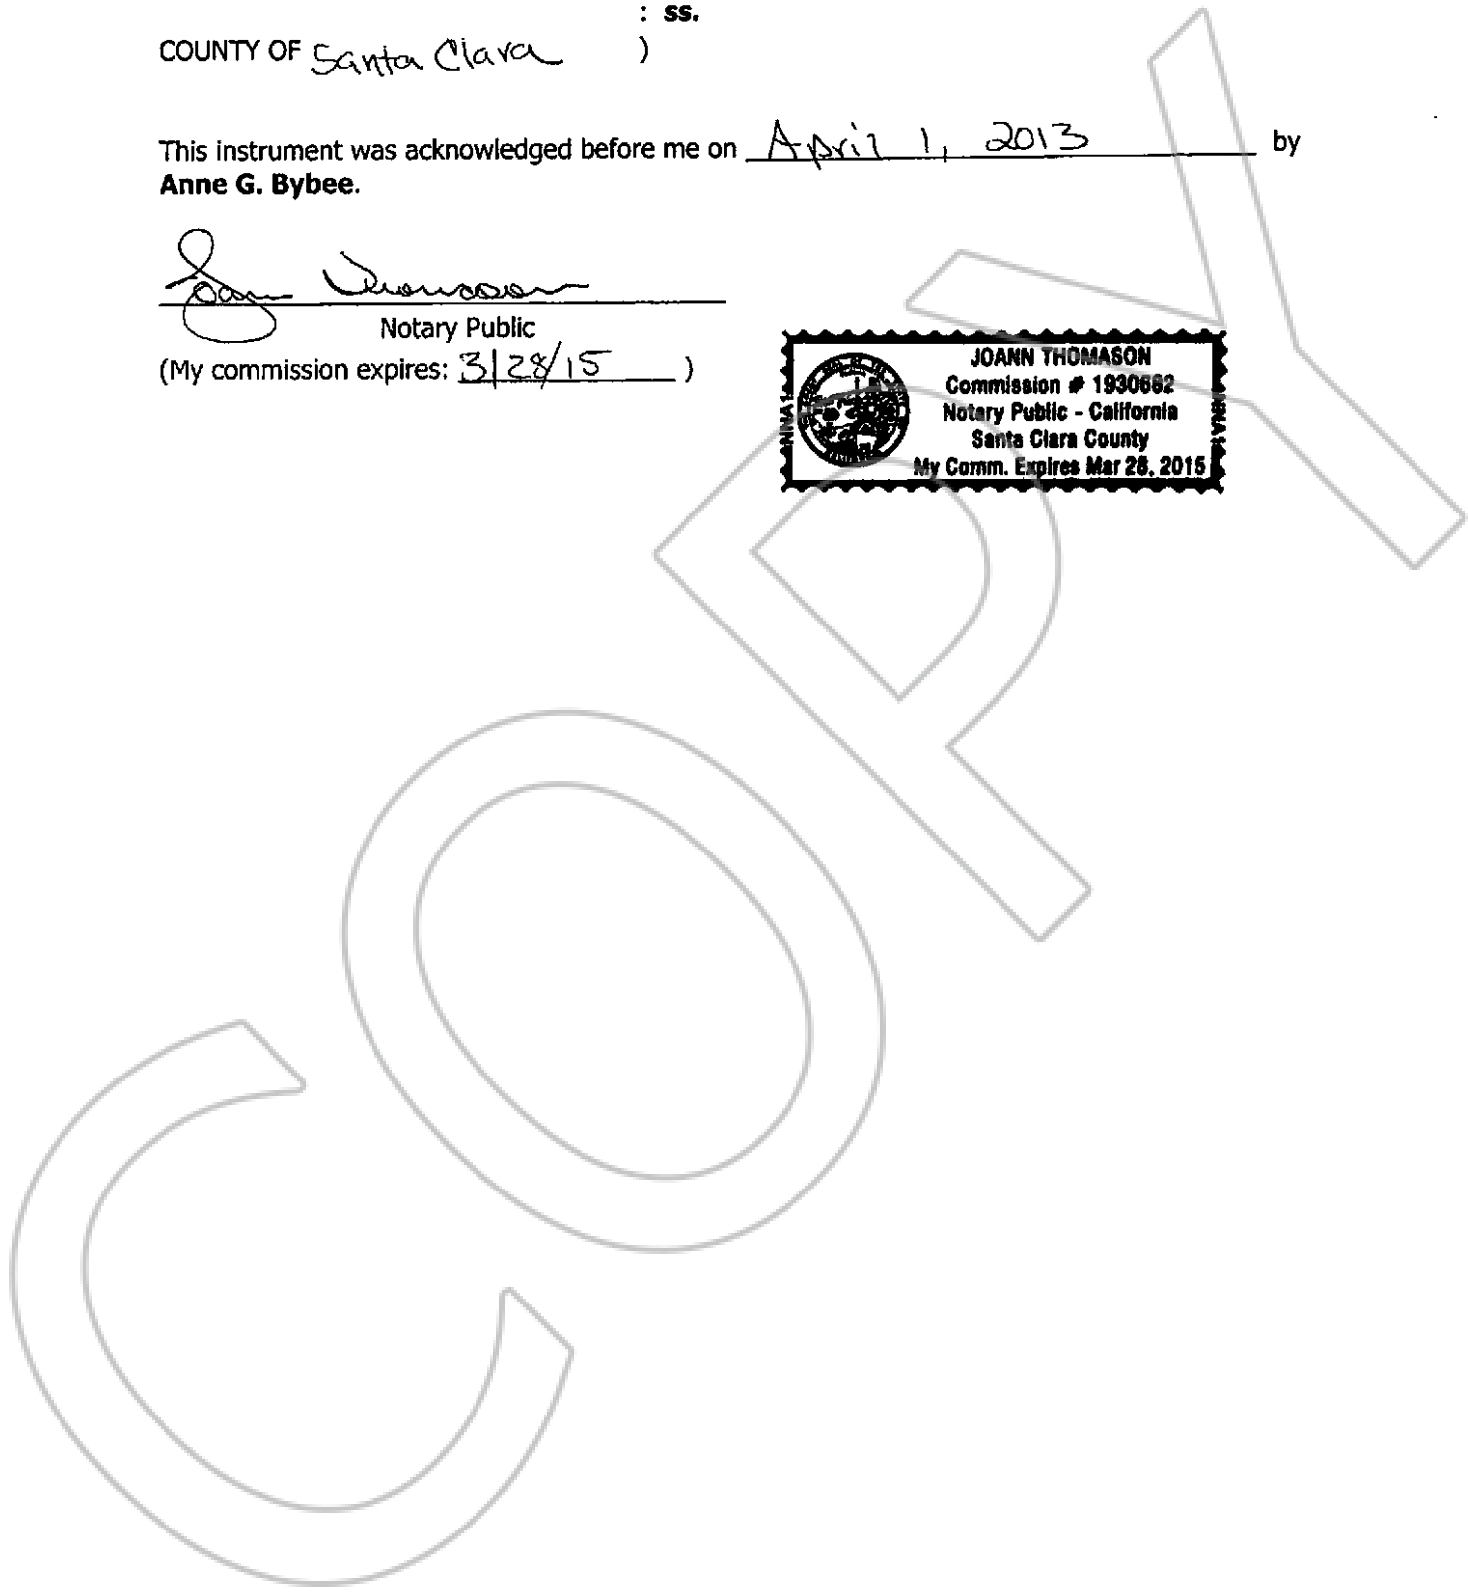 : ss.
COUNTY OF Santa Clara )
This instrument was acknowledged before me on April 1, 2013 by
Anne G. Bybee.
Joann Thomason
Notary Public
(My commission expires: 3/28/15 )
JOANN THOMASON
Commission # 1930662
Notary Public - California
Santa Clara County
My Comm. Expires Mar 28, 2015
COPY